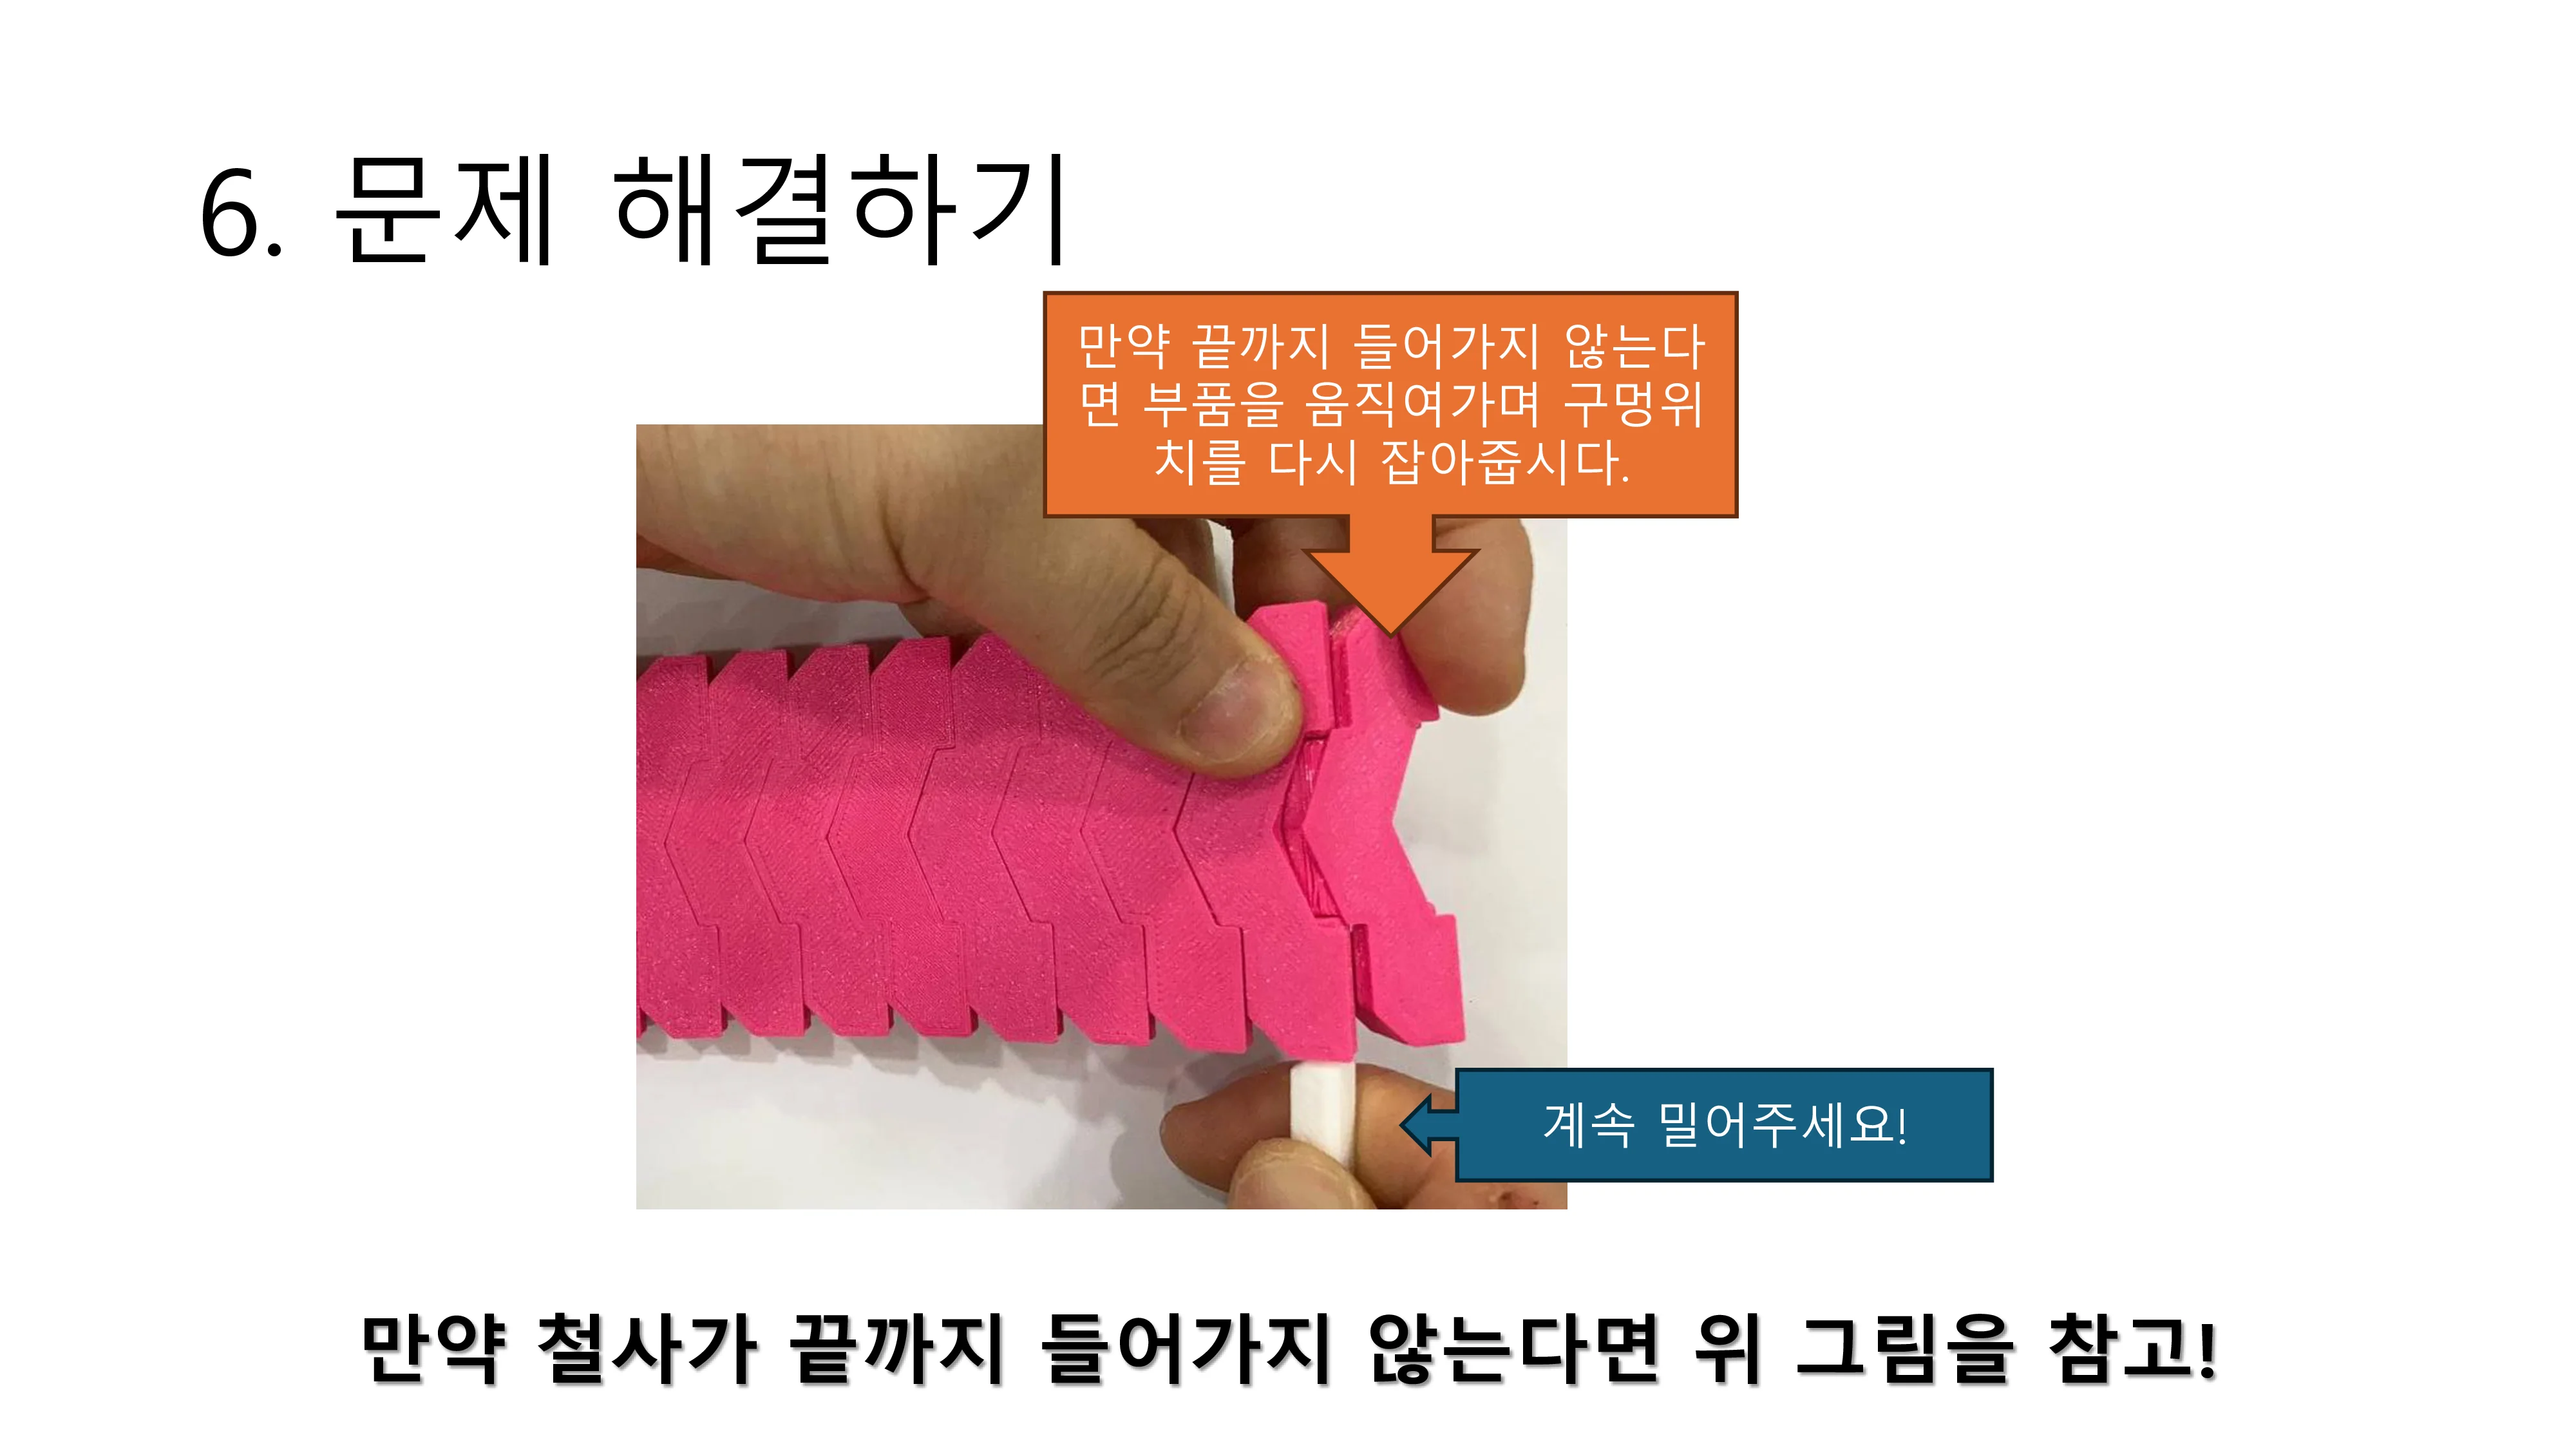 6. 문제 해결하기
만약 끝까지 들어가지 않는다
면 부품을 움직여가며 구멍위
치를 다시 잡아줍시다.
계속 밀어주세요!
만약 철사가 끝까지 들어가지 않는다면 위 그림을 참고!